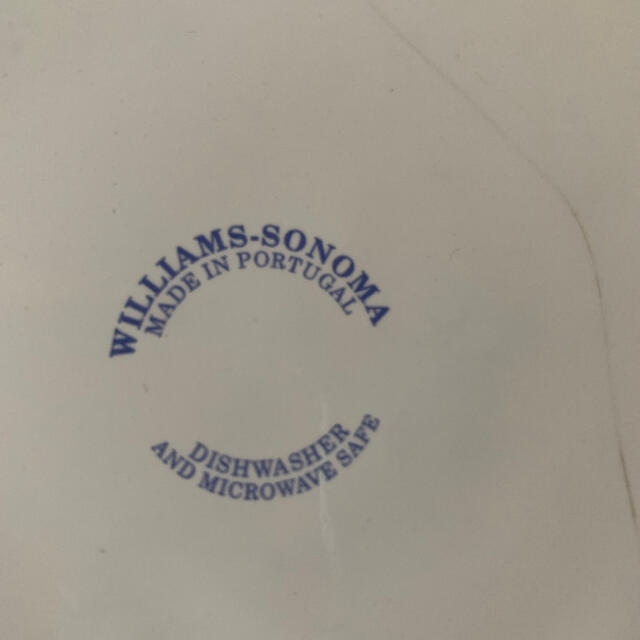 WILLIAMS-SONOMA
MADE IN PORTUGAL
DISHWASHER
AND MICROWAVE SAFE